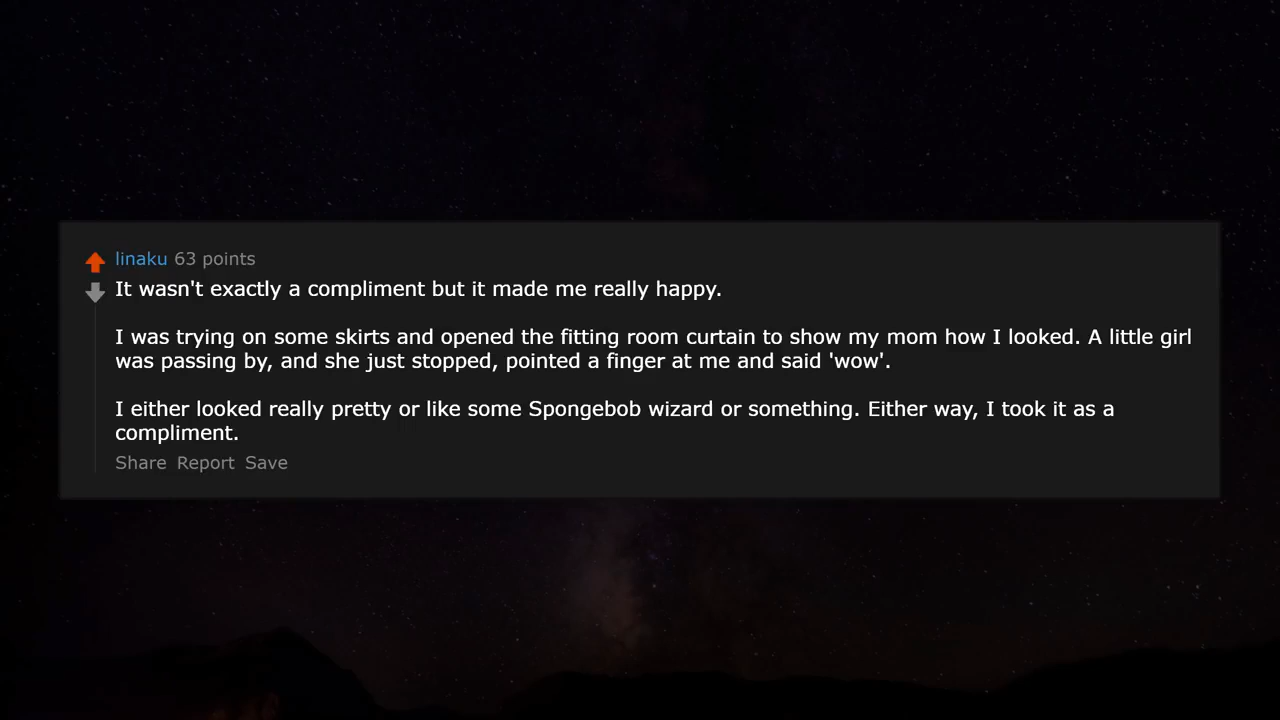 linaku 63 points
It wasn't exactly a compliment but it made me really happy.
I was trying on some skirts and opened the fitting room curtain to show my mom how I looked. A little girl
was passing by, and she just stopped, pointed a finger at me and said 'wow'.
I either looked really pretty or like some Spongebob wizard or something. Either way, I took it as a
compliment.
Share Report Save